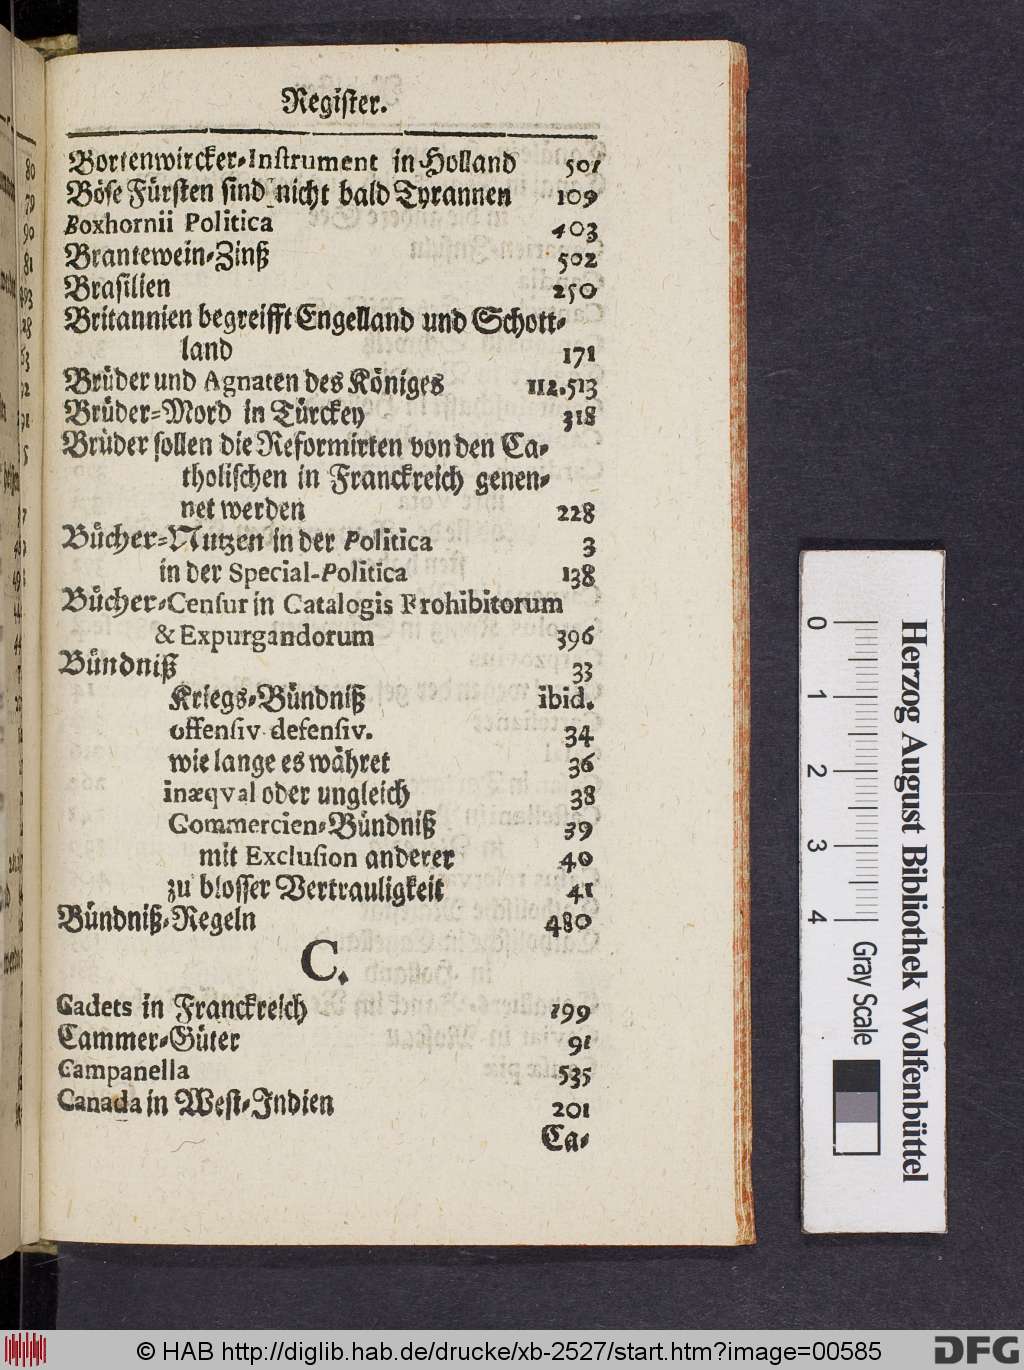 Register.
Bortenwircker-Inſtrument in Holland 501
Böſe Fürſten ſind nicht bald Tyrannen 109
Boxhornii Politica 403
Brantewein-Zinß 502
Braſilien 250
Britannien begreifft Engelland und Schott-
land 171
Brüder und Agnaten des Königes 112.513
Brüder-Mord in Türckey 318
Brüder ſollen die Reformirten von den Ca-
tholiſchen in Franckreich genen-
net werden 228
Bücher-Nutzen in der Politica 3
in der Special-Politica 138
Bücher-Cenſur in Catalogis Prohibitorum
& Expurgandorum 396
Bündniß 33
Kriegs-Bündniß ibid.
offenſiv defenſiv. 34
wie lange es währet 36
inæqval oder ungleich 38
Commercien-Bündniß 39
mit Excluſion anderer 40
zu bloſſer Vertrauligkeit 41
Bündniß-Regeln 480
C.
Cadets in Franckreich 199
Cammer-Güter 91
Campanella 535
Canada in Weſt-Indien 201
Ca-
80
79
90
81
0 1 2 3 4
Gray Scale
Herzog August Bibliothek Wolfenbüttel
© HAB http://diglib.hab.de/drucke/xb-2527/start.htm?image=00585
DFG